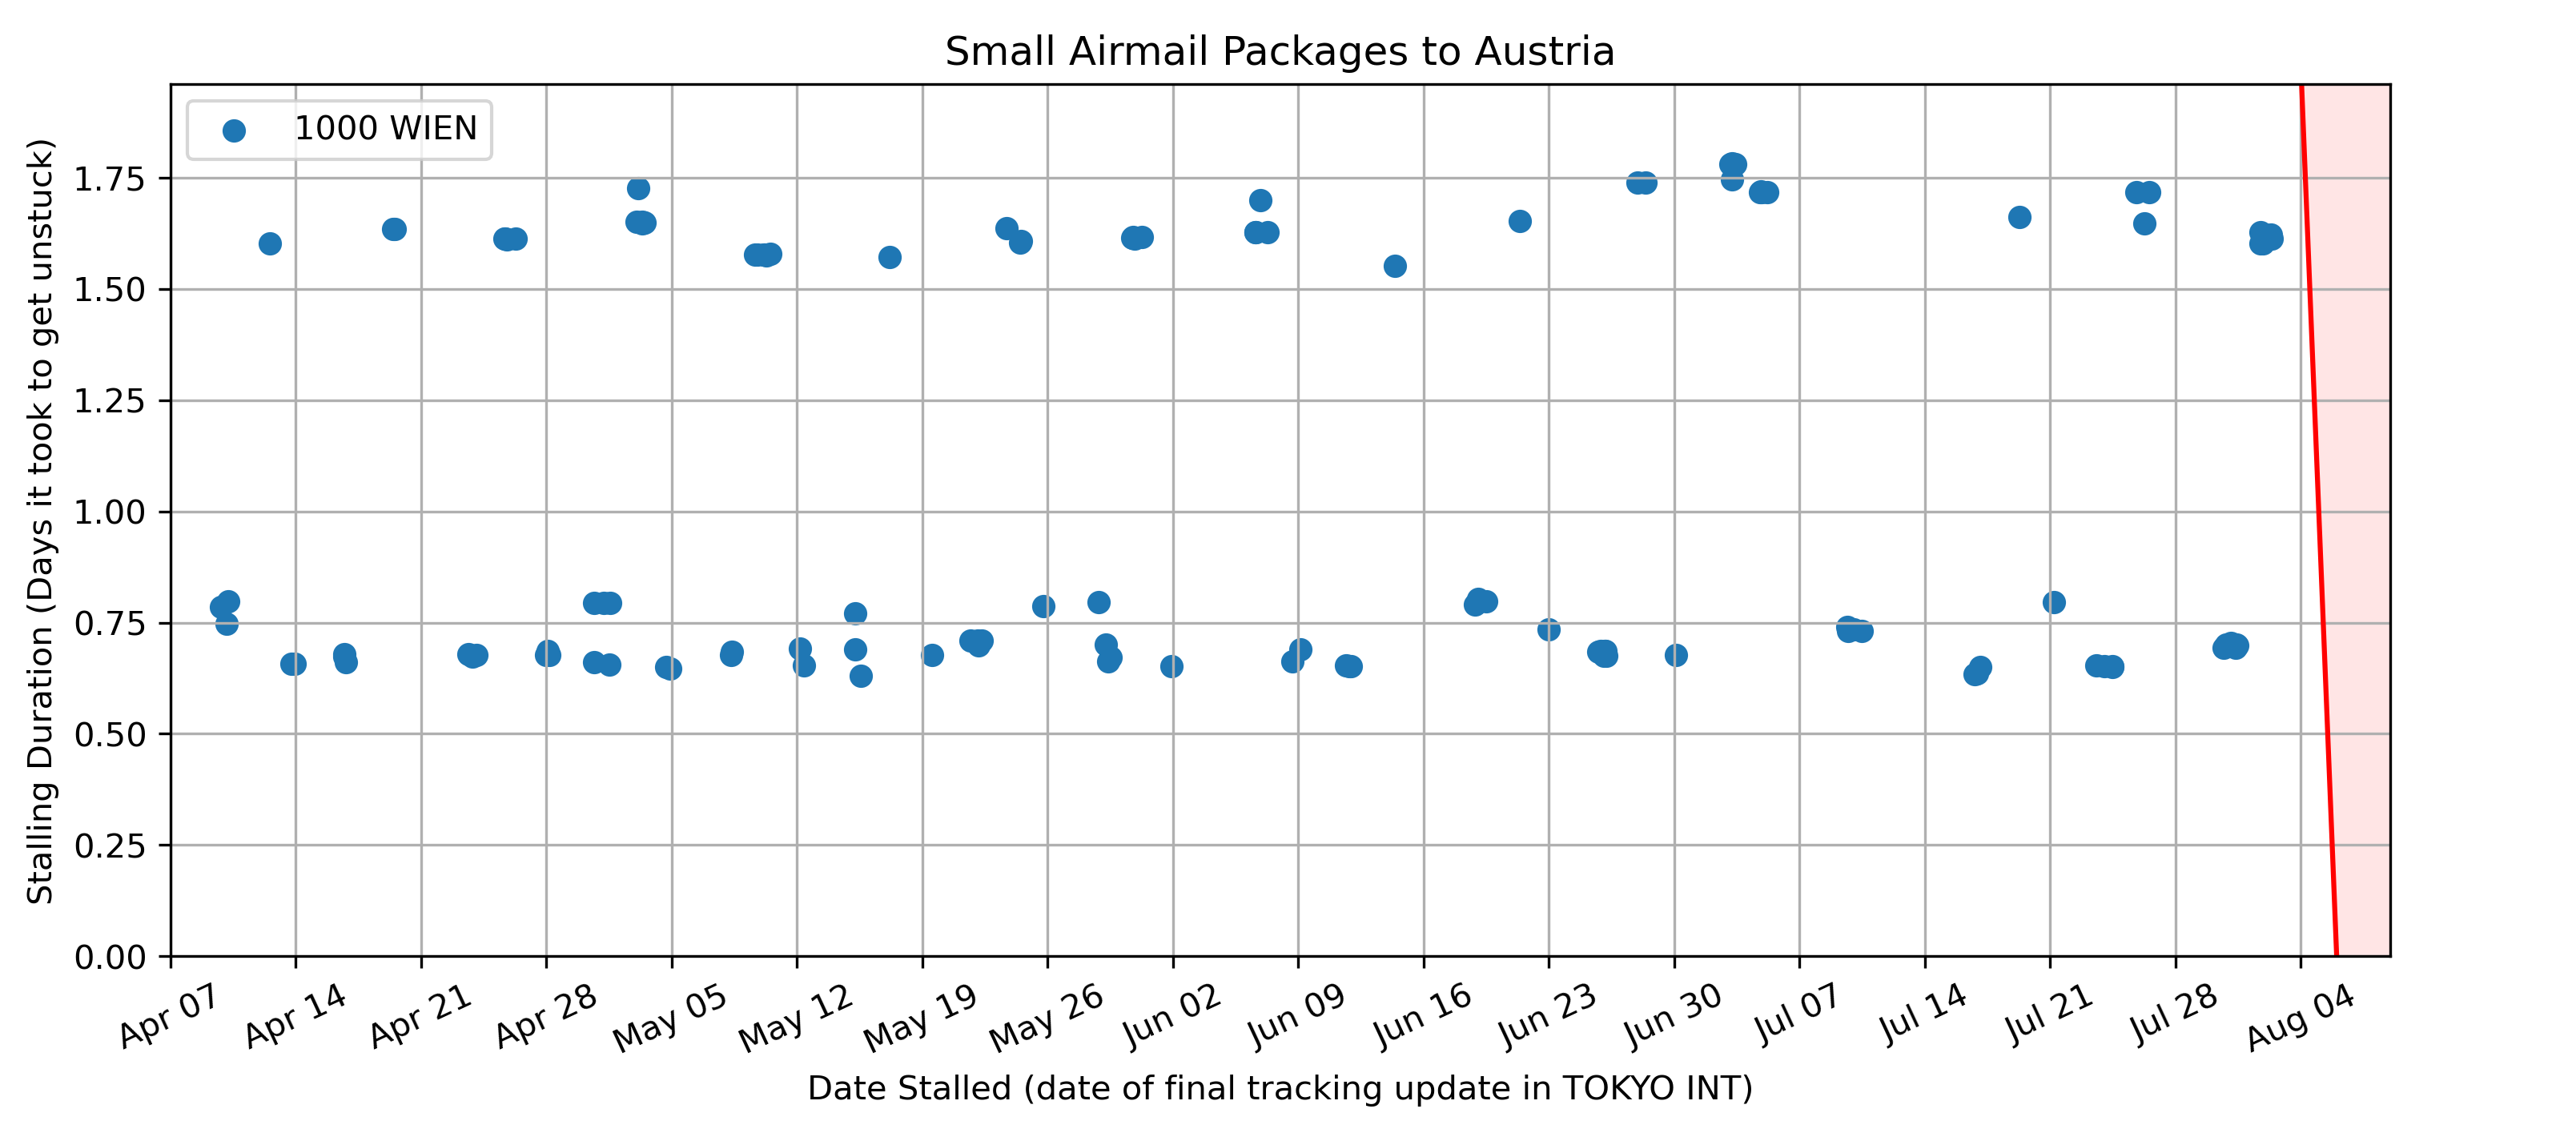 Small Airmail Packages to Austria
1000 WIEN
Stalling Duration (Days it took to get unstuck)
1.75
1.50
1.25
1.00
0.75
0.50
0.25
0.00
Apr 07
Apr 14
Apr 21
Apr 28
May 05
May 12
May 19
May 26
Jun 02
Jun 09
Jun 16
Jun 23
Jun 30
Jul 07
Jul 14
Jul 21
Jul 28
Aug 04
Date Stalled (date of final tracking update in TOKYO INT)